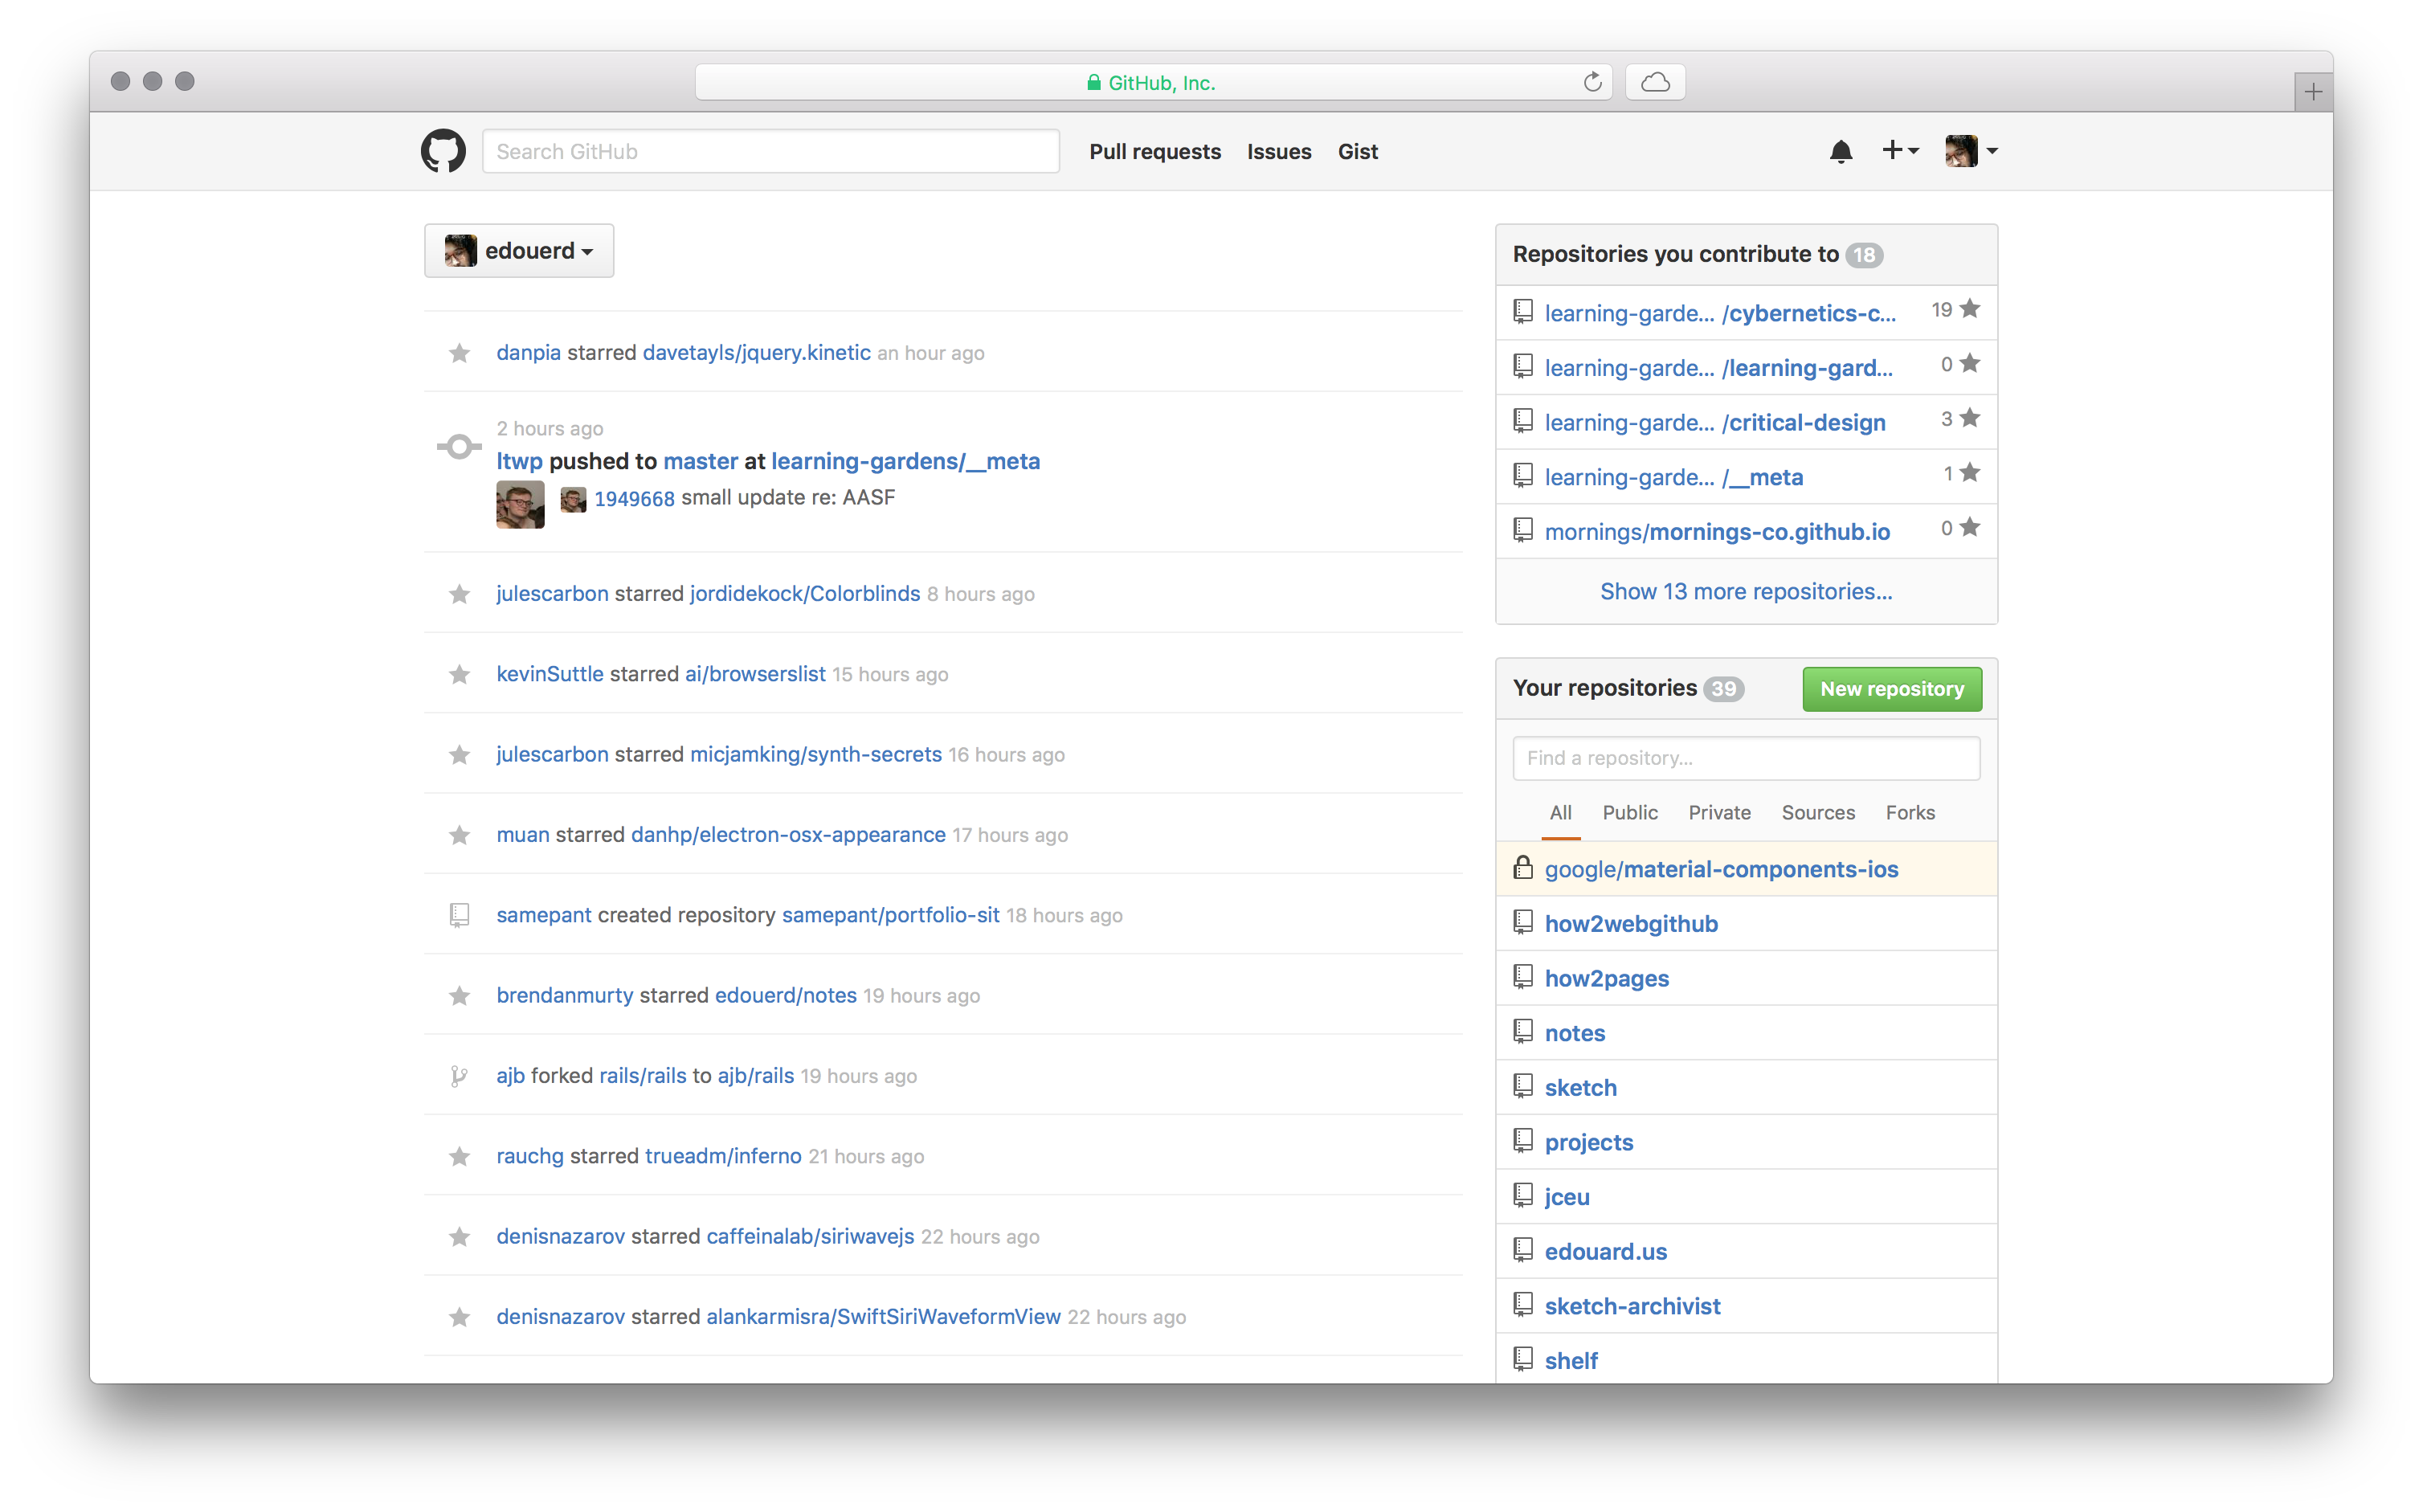 GitHub, Inc.
Search GitHub
Pull requests Issues Gist
edouerd
danpia starred davetayls/jquery.kinetic an hour ago
2 hours ago
ltwp pushed to master at learning-gardens/__meta
1949668 small update re: AASF
julescarbon starred jordidekock/Colorblinds 8 hours ago
kevinSuttle starred ai/browserslist 15 hours ago
julescarbon starred micjamking/synth-secrets 16 hours ago
muan starred danhp/electron-osx-appearance 17 hours ago
samepant created repository samepant/portfolio-sit 18 hours ago
brendanmurty starred edouerd/notes 19 hours ago
ajb forked rails/rails to ajb/rails 19 hours ago
rauchg starred trueadm/inferno 21 hours ago
denisnazarov starred caffeinalab/siriwavejs 22 hours ago
denisnazarov starred alankarmisra/SwiftSiriWaveformView 22 hours ago
Repositories you contribute to 18
learning-garde... /cybernetics-c... 19
learning-garde... /learning-gard... 0
learning-garde... /critical-design 3
learning-garde... /__meta 1
mornings/mornings-co.github.io 0
Show 13 more repositories...
Your repositories 39 New repository
Find a repository...
All Public Private Sources Forks
google/material-components-ios
how2webgithub
how2pages
notes
sketch
projects
jceu
edouard.us
sketch-archivist
shelf